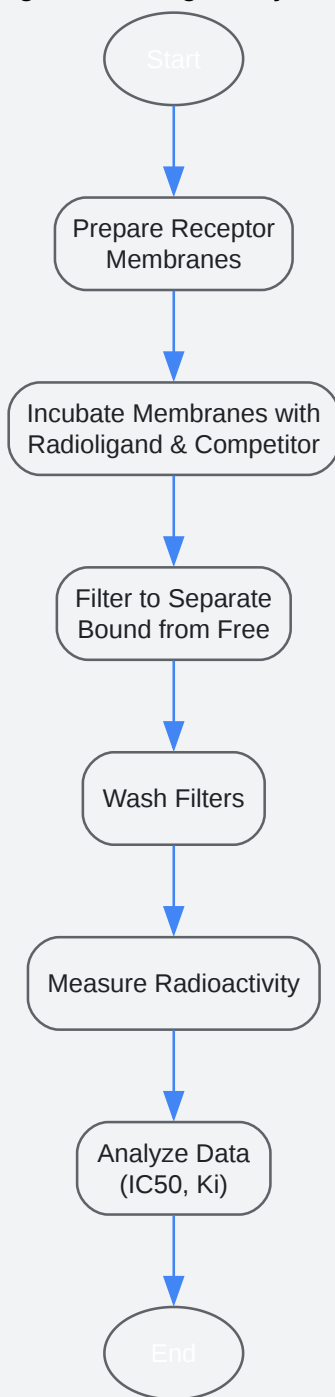 Start
Prepare Receptor
Membranes
Incubate Membranes with
Radioligand & Competitor
Filter to Separate
Bound from Free
Wash Filters
Measure Radioactivity
Analyze Data
(IC50, Ki)
End